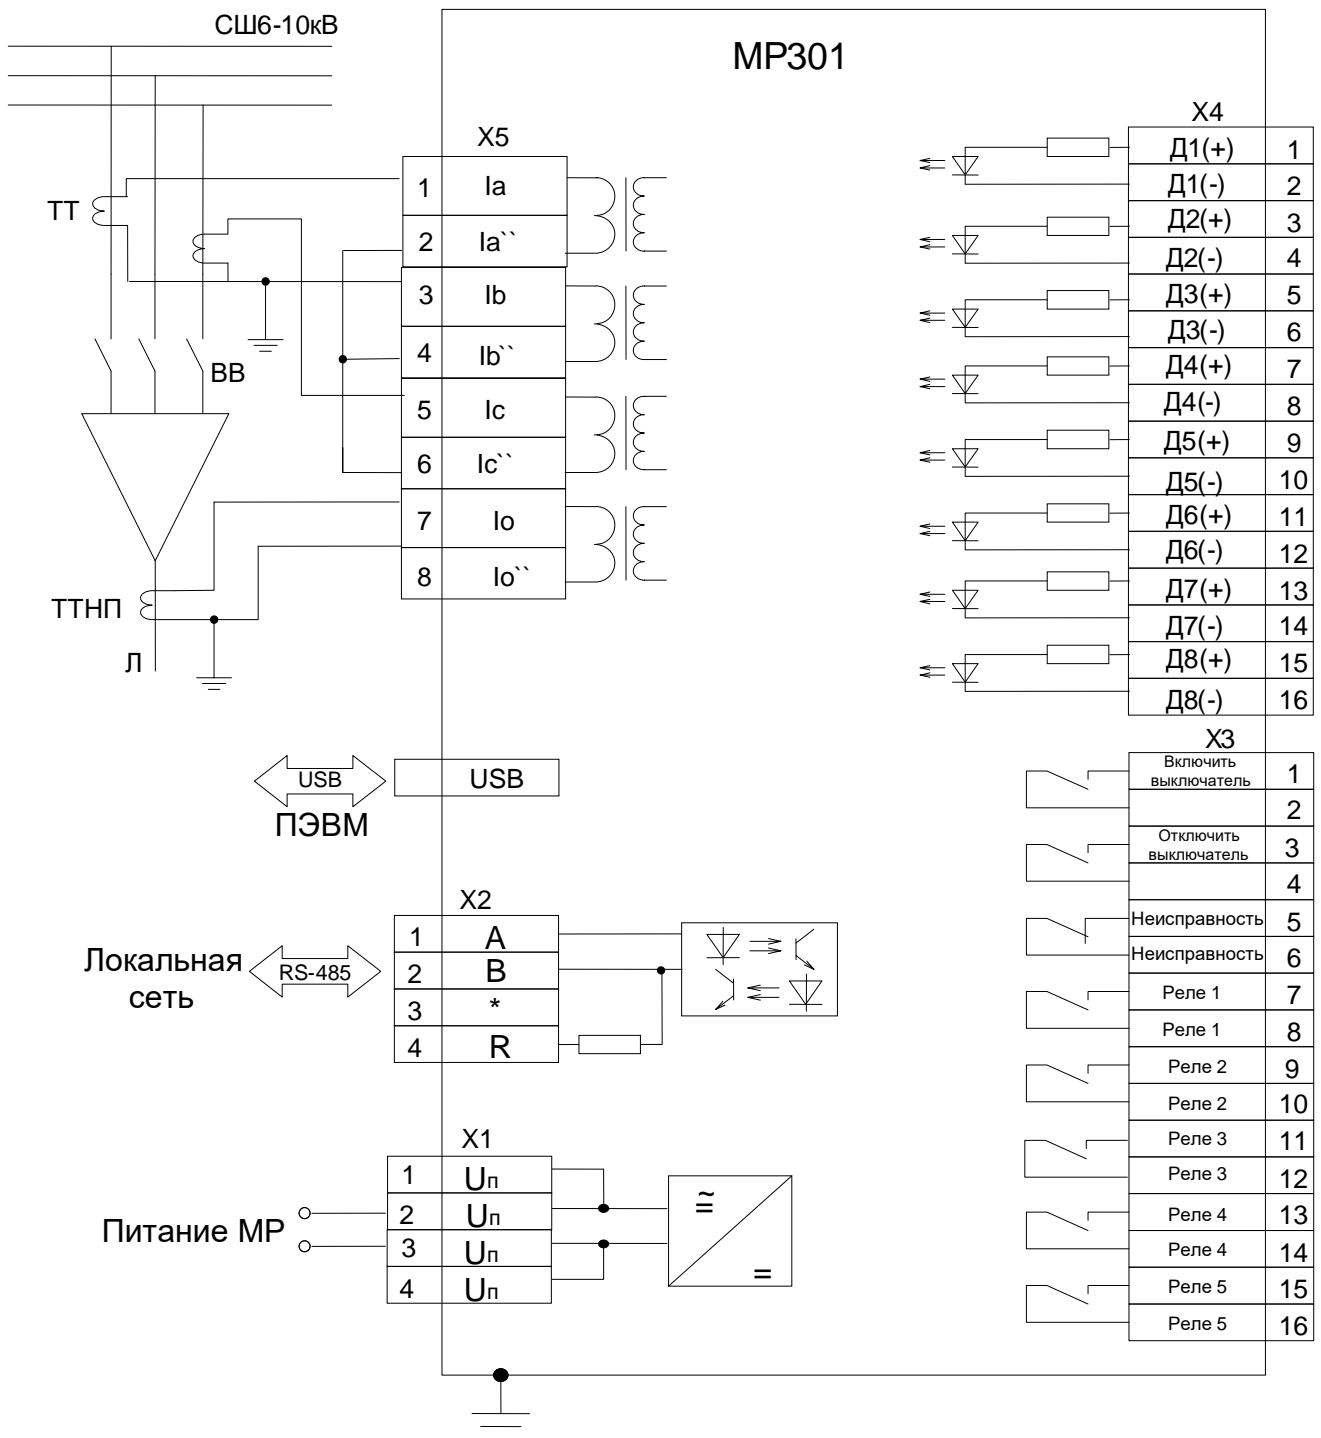 СШ6-10кВ
МР301
ТТ
ВВ
ТТНП
Л
X5
1 Ia
2 Ia``
3 Ib
4 Ib``
5 Ic
6 Ic``
7 Io
8 Io``
USB
USB
ПЭВМ
X2
1 A
2 B
3 *
4 R
Локальная
сеть
RS-485
X1
1 Uп
2 Uп
3 Uп
4 Uп
Питание МР
~
=
=
X4
Д1(+) 1
Д1(-) 2
Д2(+) 3
Д2(-) 4
Д3(+) 5
Д3(-) 6
Д4(+) 7
Д4(-) 8
Д5(+) 9
Д5(-) 10
Д6(+) 11
Д6(-) 12
Д7(+) 13
Д7(-) 14
Д8(+) 15
Д8(-) 16
X3
Включить
выключатель 1
2
Отключить
выключатель 3
4
Неисправность 5
Неисправность 6
Реле 1 7
Реле 1 8
Реле 2 9
Реле 2 10
Реле 3 11
Реле 3 12
Реле 4 13
Реле 4 14
Реле 5 15
Реле 5 16